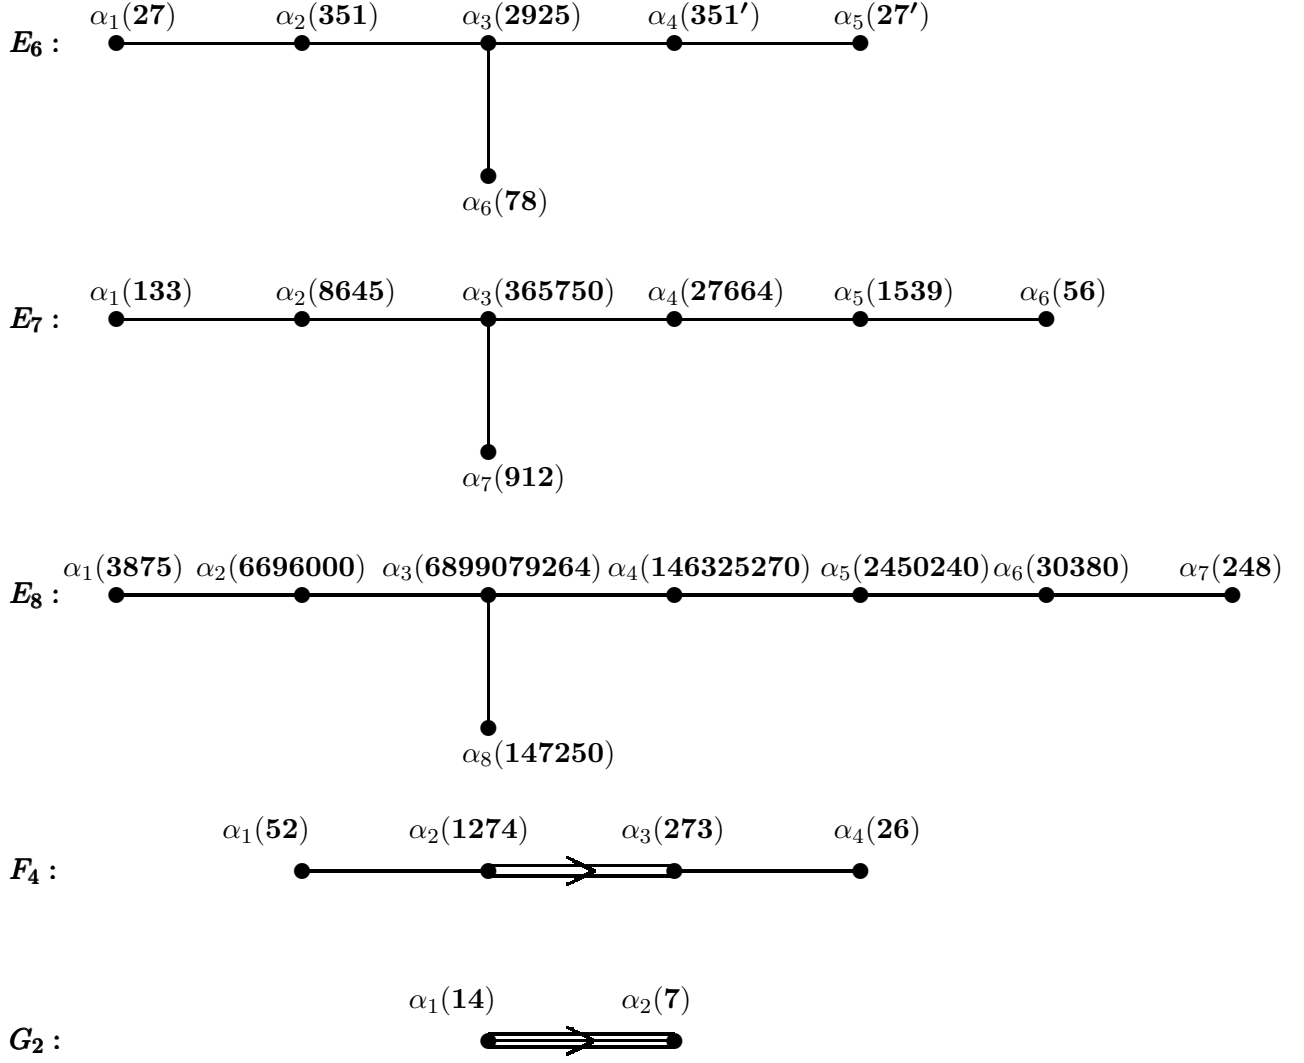 α₁(27) α₂(351) α₃(2925) α₄(351′) α₅(27′)
E₆ :
α₆(78)
α₁(133) α₂(8645) α₃(365750) α₄(27664) α₅(1539) α₆(56)
E₇ :
α₇(912)
α₁(3875) α₂(6696000) α₃(6899079264) α₄(146325270) α₅(2450240) α₆(30380) α₇(248)
E₈ :
α₈(147250)
α₁(52) α₂(1274) α₃(273) α₄(26)
F₄ :
α₁(14) α₂(7)
G₂ :